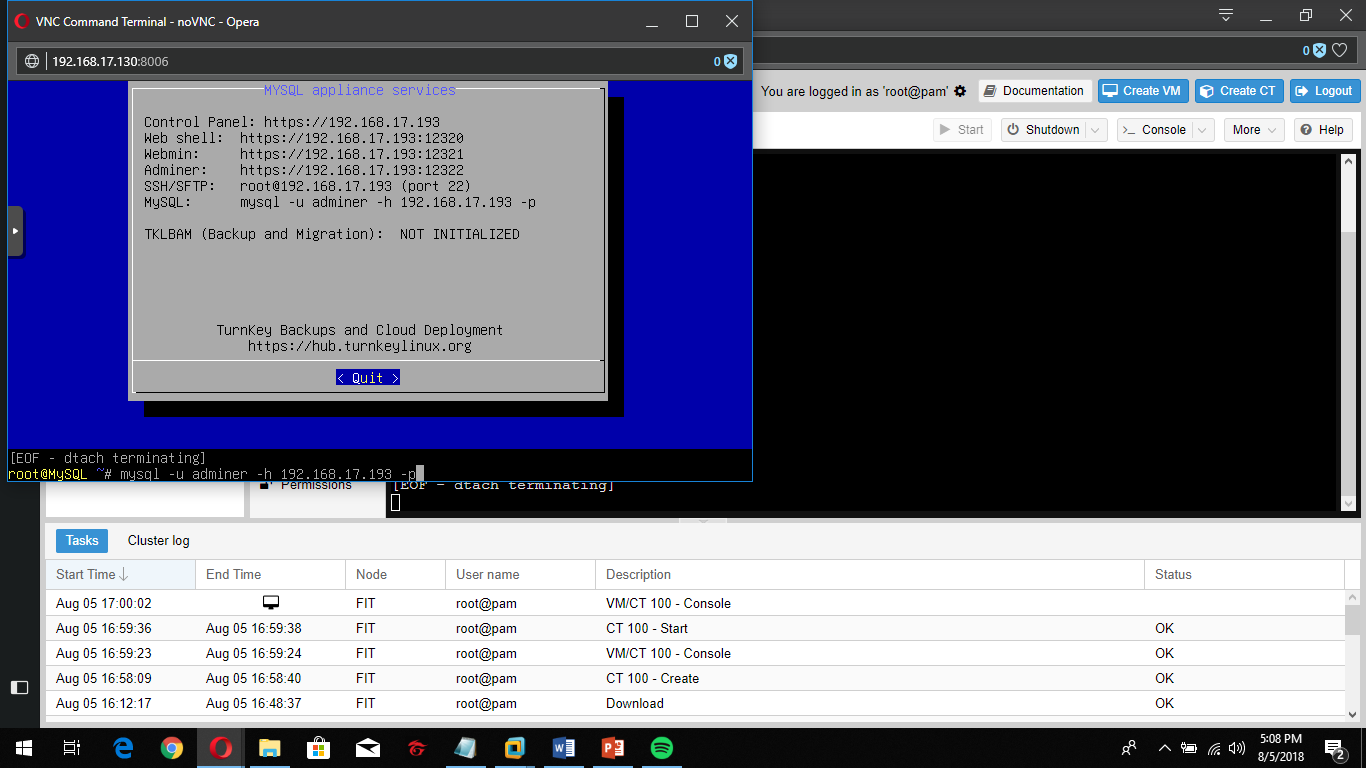 VNC Command Terminal - noVNC - Opera
192.168.17.130:8006
0
0
MYSQL appliance services
Control Panel: https://192.168.17.193
Web shell: https://192.168.17.193:12320
Webmin: https://192.168.17.193:12321
Adminer: https://192.168.17.193:12322
SSH/SFTP: root@192.168.17.193 (port 22)
MySQL: mysql -u adminer -h 192.168.17.193 -p
TKLBAM (Backup and Migration): NOT INITIALIZED
TurnKey Backups and Cloud Deployment
https://hub.turnkeylinux.org
< Quit >
[EOF - dtach terminating]
root@MySQL ~# mysql -u adminer -h 192.168.17.193 -p
You are logged in as 'root@pam' Documentation Create VM Create CT Logout
Start Shutdown Console More Help
Permissions
[EOF - dtach terminating]
Tasks Cluster log
Start Time End Time Node User name Description Status
Aug 05 17:00:02 FIT root@pam VM/CT 100 - Console
Aug 05 16:59:36 Aug 05 16:59:38 FIT root@pam CT 100 - Start OK
Aug 05 16:59:23 Aug 05 16:59:24 FIT root@pam VM/CT 100 - Console OK
Aug 05 16:58:09 Aug 05 16:58:40 FIT root@pam CT 100 - Create OK
Aug 05 16:12:17 Aug 05 16:48:37 FIT root@pam Download OK
5:08 PM
8/5/2018
2